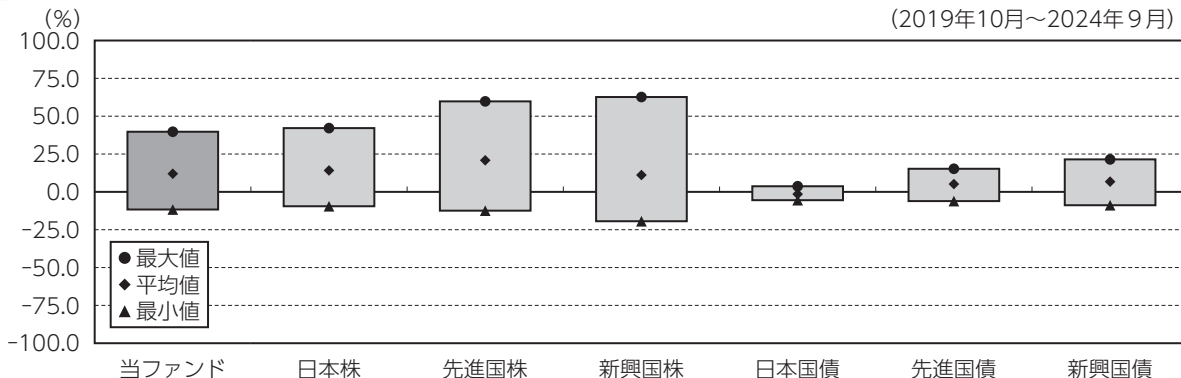 (%)
(2019年10月～2024年9月)
100.0
75.0
50.0
25.0
0.0
-25.0
-50.0
-75.0
-100.0
●最大値
◆平均値
▲最小値
当ファンド 日本株 先進国株 新興国株 日本国債 先進国債 新興国債